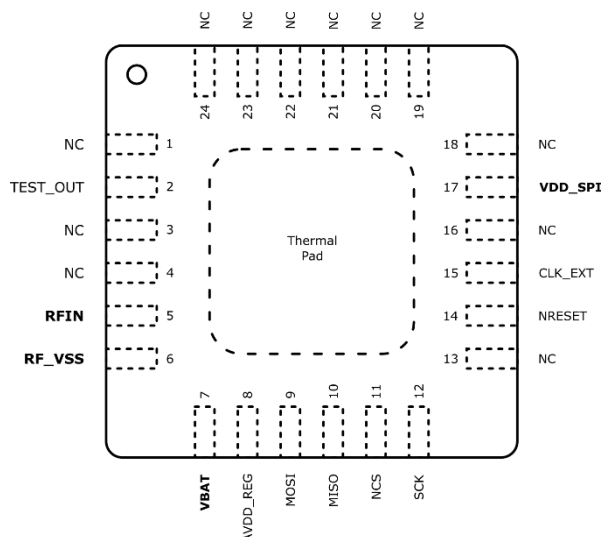 NC NC NC NC NC NC
24 23 22 21 20 19
NC 1 18 NC
TEST_OUT 2 17 VDD_SPI
NC 3 16 NC
NC 4 15 CLK_EXT
RFIN 5 14 NRESET
RF_VSS 6 13 NC
Thermal
Pad
7 8 9 10 11 12
VBAT AVDD_REG MOSI MISO NCS SCK